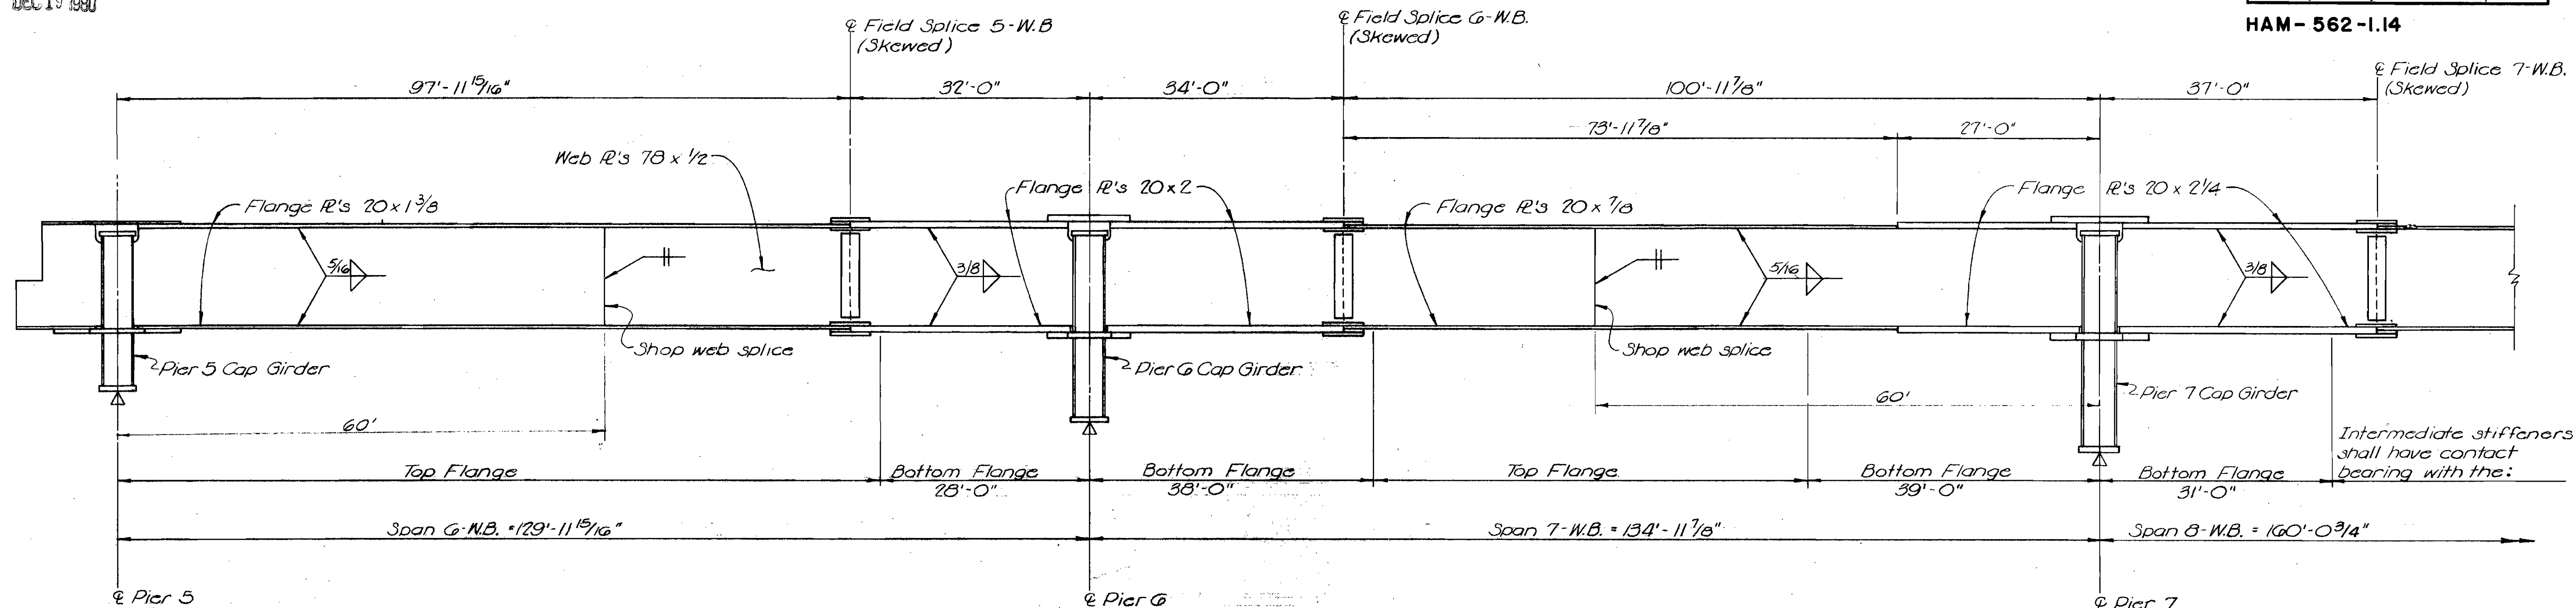 DEC 19 1980
HAM-562-1.14
℄ Field Splice 5-W.B
(Skewed)
℄ Field Splice 6-W.B.
(Skewed)
℄ Field Splice 7-W.B.
(Skewed)
97'-11 15/16"
32'-0"
34'-0"
100'-11 7/8"
37'-0"
73'-11 7/8"
27'-0"
Web ℙ's 78 x 1/2
Flange ℙ's 20 x 1 3/8
Flange ℙ's 20 x 2
Flange ℙ's 20 x 7/8
Flange ℙ's 20 x 2 1/4
5/16
3/8
5/16
3/8
Shop web splice
Shop web splice
Pier 5 Cap Girder
Pier 6 Cap Girder
Pier 7 Cap Girder
60'
60'
Intermediate stiffeners
shall have contact
bearing with the:
Top Flange
Bottom Flange
28'-0"
Bottom Flange
38'-0"
Top Flange
Bottom Flange
39'-0"
Bottom Flange
31'-0"
Span 6-W.B. = 129'-11 15/16"
Span 7-W.B. = 134'-11 7/8"
Span 8-W.B. = 160'-0 3/4"
℄ Pier 5
℄ Pier 6
℄ Pier 7